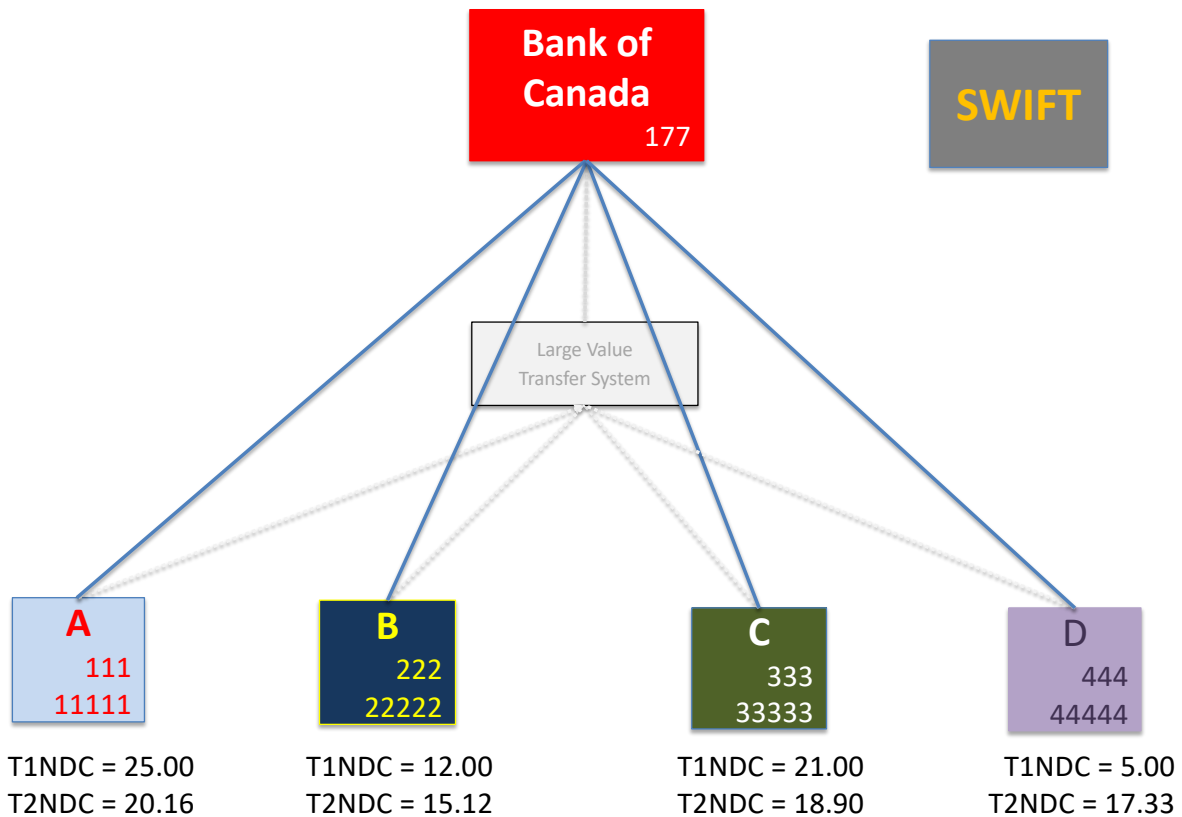 Bank of
Canada
177
SWIFT
Large Value
Transfer System
A
111
11111
B
222
22222
C
333
33333
D
444
44444
T1NDC = 25.00
T2NDC = 20.16
T1NDC = 12.00
T2NDC = 15.12
T1NDC = 21.00
T2NDC = 18.90
T1NDC = 5.00
T2NDC = 17.33